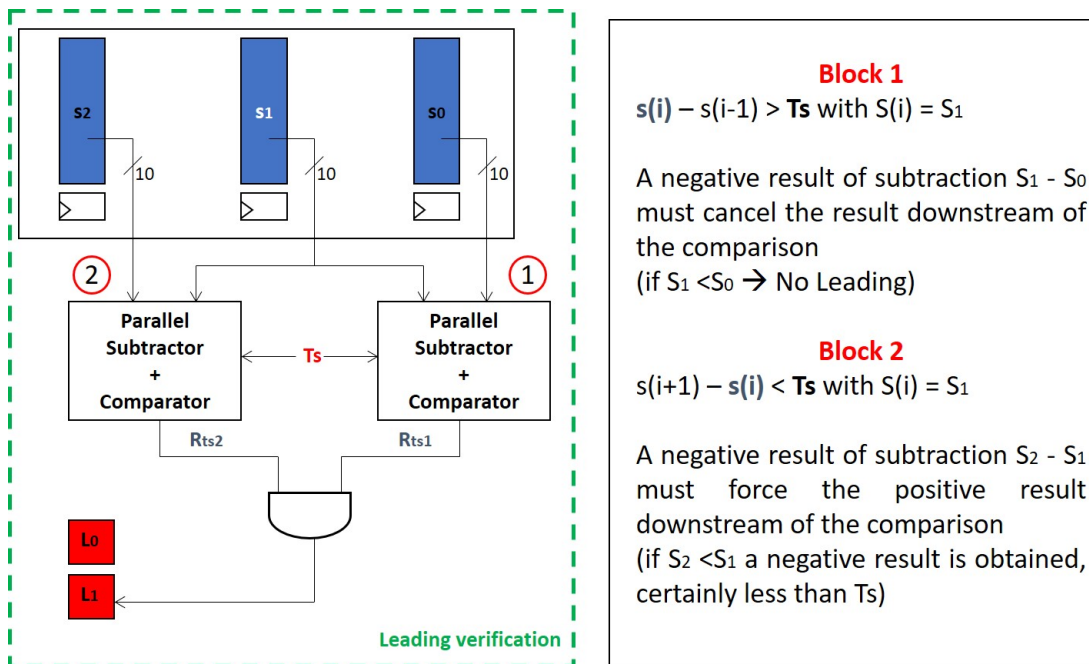 S2
S1
S0
10
10
10
2
1
Parallel
Subtractor
+
Comparator
Ts
Parallel
Subtractor
+
Comparator
Rts2
Rts1
L0
L1
Leading verification
Block 1
s(i) – s(i-1) > Ts with S(i) = S1
A negative result of subtraction S1 - S0
must cancel the result downstream of
the comparison
(if S1 <S0 → No Leading)
Block 2
s(i+1) – s(i) < Ts with S(i) = S1
A negative result of subtraction S2 - S1
must force the positive result
downstream of the comparison
(if S2 <S1 a negative result is obtained,
certainly less than Ts)